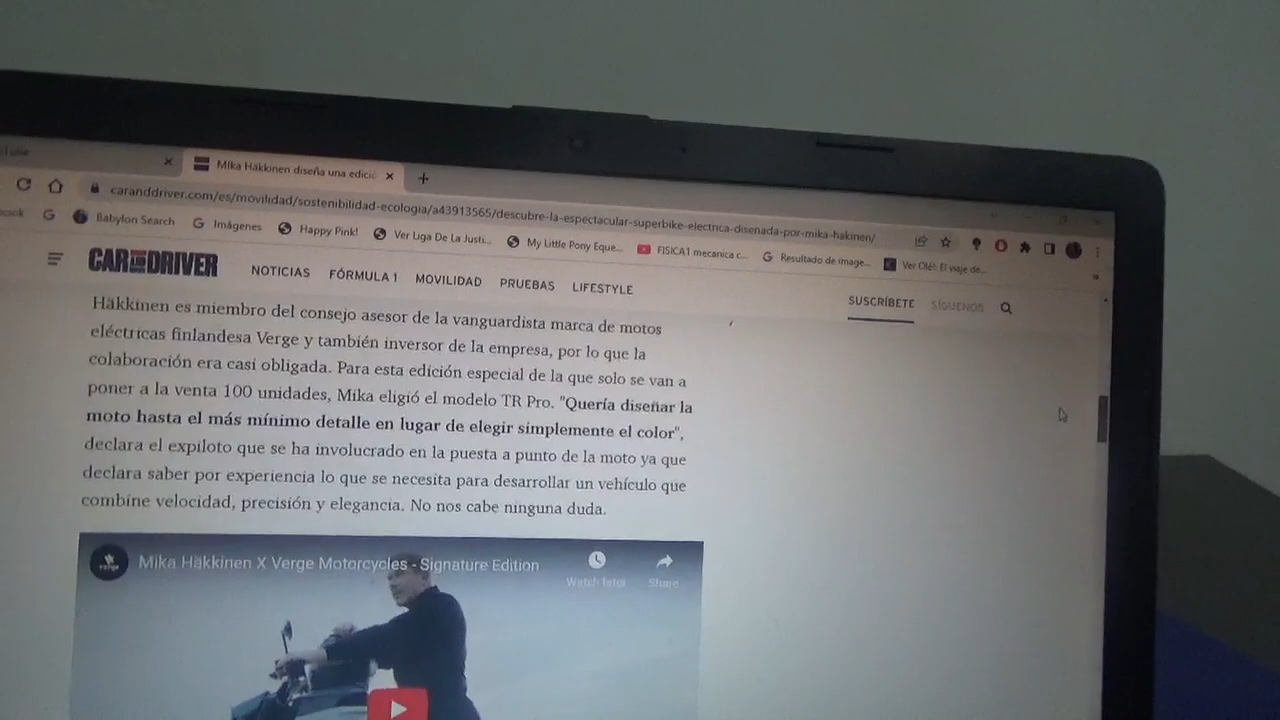 Mika Häkkinen diseña una edició
caranddriver.com/es/movilidad/sostenibilidad-ecologia/a43913565/descubre-la-espectacular-superbike-electrica-disenada-por-mika-hakinen/
Babylon Search
Imágenes
Happy Pink!
Ver Liga De La Justi...
My Little Pony Eque...
FISICA1 mecanica c...
Resultado de image...
Ver Olé!: El viaje de...
CAR AND DRIVER
NOTICIAS FÓRMULA 1 MOVILIDAD PRUEBAS LIFESTYLE
SUSCRÍBETE SÍGUENOS
Häkkinen es miembro del consejo asesor de la vanguardista marca de motos
eléctricas finlandesa Verge y también inversor de la empresa, por lo que la
colaboración era casi obligada. Para esta edición especial de la que solo se van a
poner a la venta 100 unidades, Mika eligió el modelo TR Pro. "Quería diseñar la
moto hasta el más mínimo detalle en lugar de elegir simplemente el color",
declara el expiloto que se ha involucrado en la puesta a punto de la moto ya que
declara saber por experiencia lo que se necesita para desarrollar un vehículo que
combine velocidad, precisión y elegancia. No nos cabe ninguna duda.
Mika Häkkinen X Verge Motorcycles - Signature Edition
Watch later Share